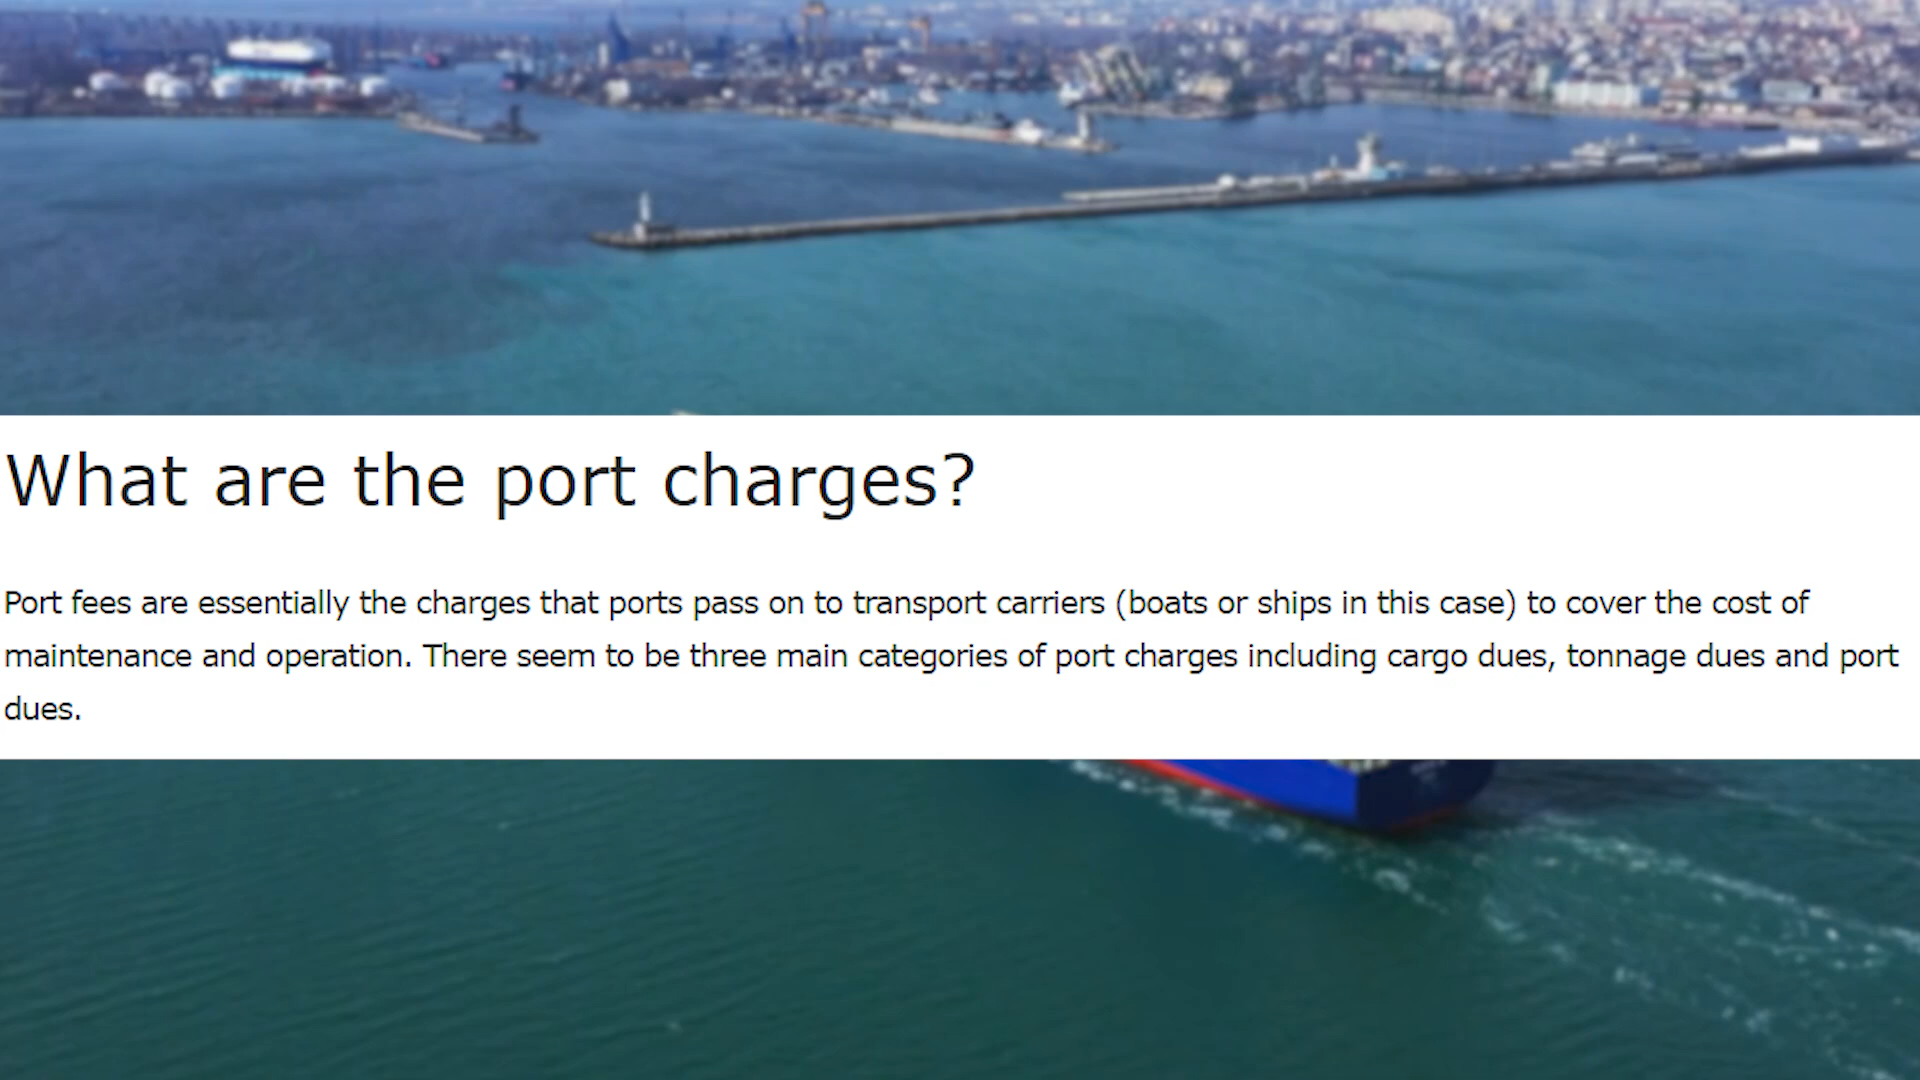 What are the port charges?
Port fees are essentially the charges that ports pass on to transport carriers (boats or ships in this case) to cover the cost of
maintenance and operation. There seem to be three main categories of port charges including cargo dues, tonnage dues and port
dues.